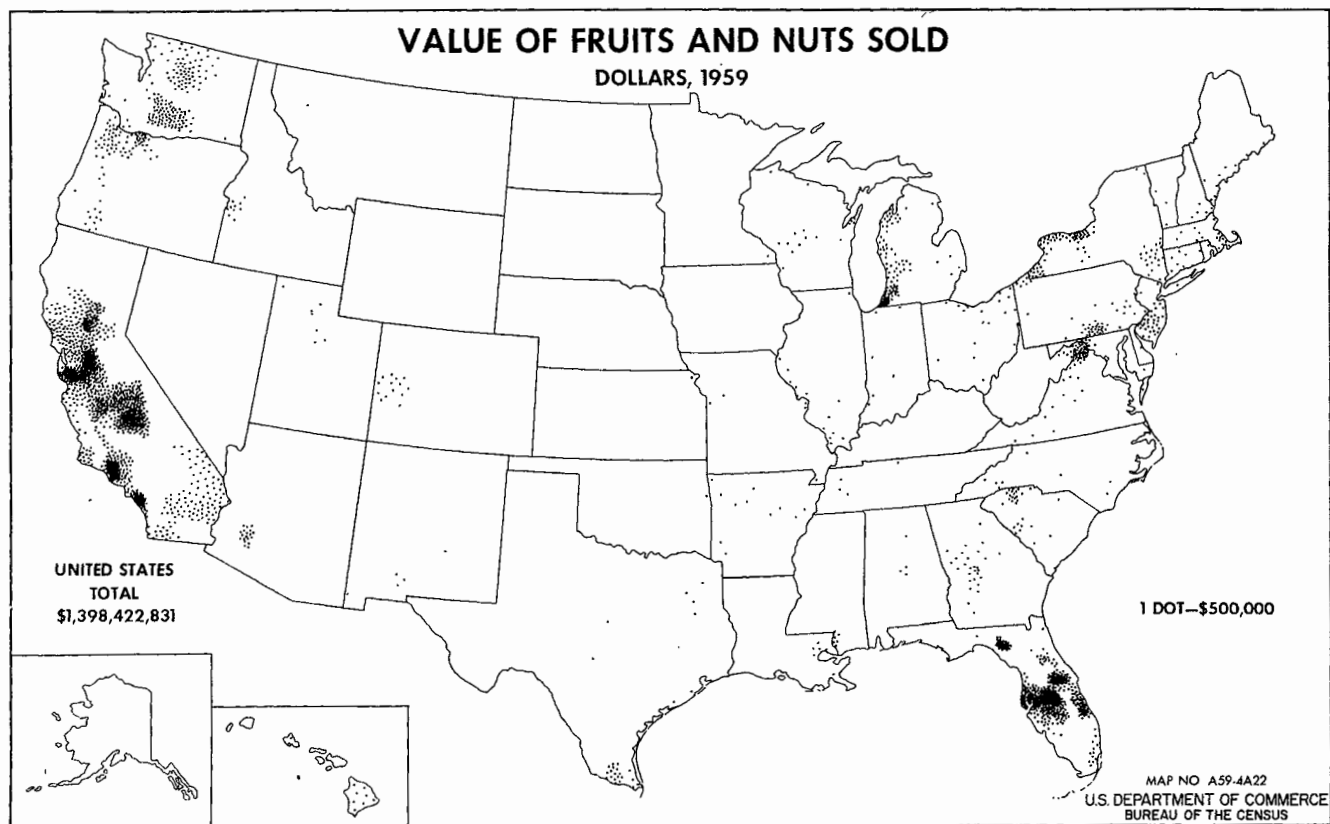 VALUE OF FRUITS AND NUTS SOLD
DOLLARS, 1959
UNITED STATES
TOTAL
$1,398,422,831
1 DOT—$500,000
MAP NO A59-4A22
U.S. DEPARTMENT OF COMMERCE
BUREAU OF THE CENSUS